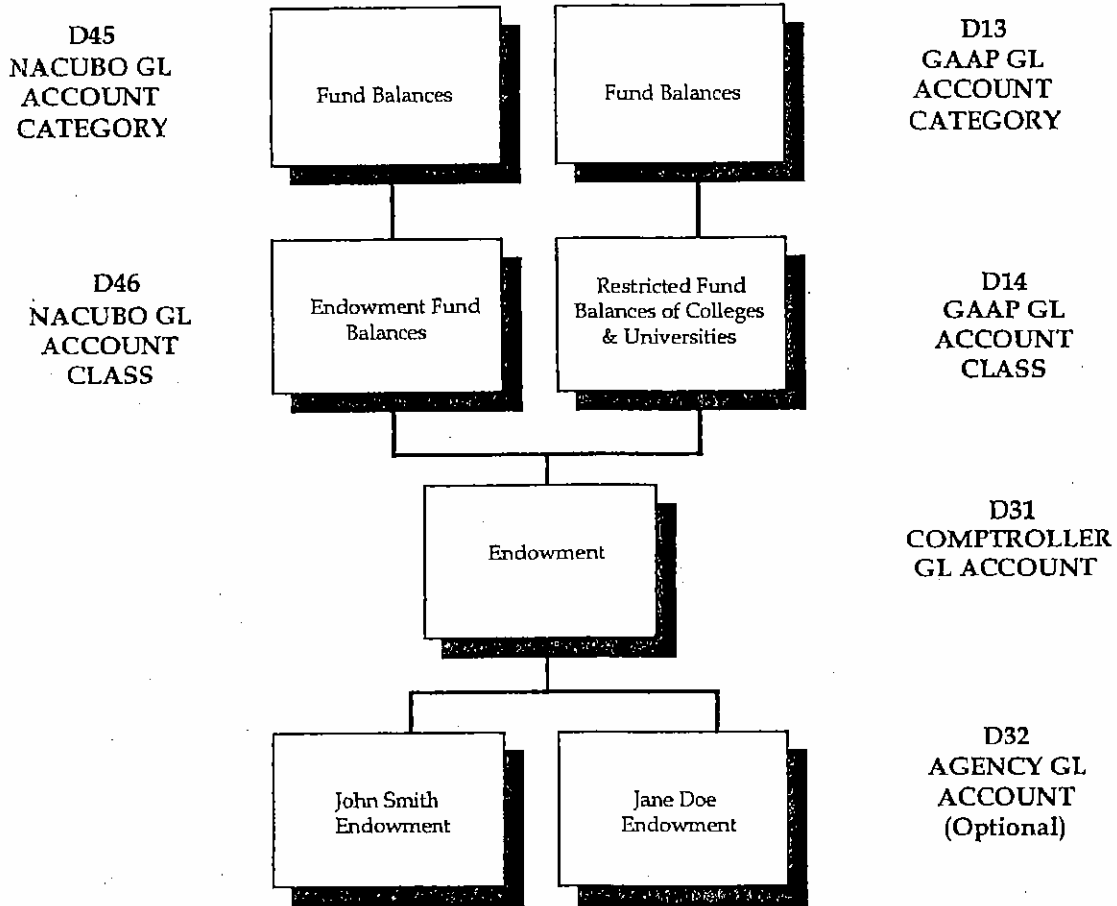 D45
NACUBO GL
ACCOUNT
CATEGORY
Fund Balances
Fund Balances
D13
GAAP GL
ACCOUNT
CATEGORY
D46
NACUBO GL
ACCOUNT
CLASS
Endowment Fund
Balances
Restricted Fund
Balances of Colleges
& Universities
D14
GAAP GL
ACCOUNT
CLASS
Endowment
D31
COMPTROLLER
GL ACCOUNT
John Smith
Endowment
Jane Doe
Endowment
D32
AGENCY GL
ACCOUNT
(Optional)